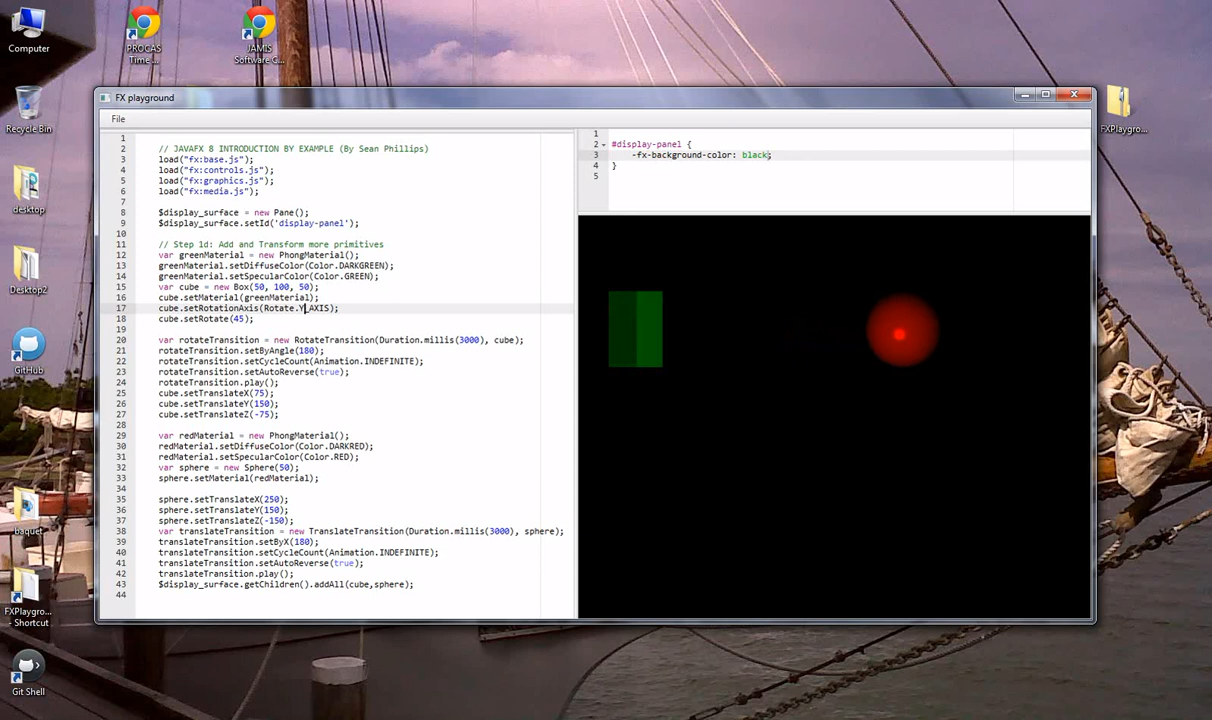 Computer
PROCAS
Time ...
JAMIS
Software C...
Recycle Bin
desktop
Desktop2
GitHub
baquet
FXPlaygro...
- Shortcut
Git Shell
FXPlaygro...
FX playground
File
1
2 // JAVAFX 8 INTRODUCTION BY EXAMPLE (By Sean Phillips)
3 load("fx:base.js");
4 load("fx:controls.js");
5 load("fx:graphics.js");
6 load("fx:media.js");
7
8 $display_surface = new Pane();
9 $display_surface.setId('display-panel');
10
11 // Step 1d: Add and Transform more primitives
12 var greenMaterial = new PhongMaterial();
13 greenMaterial.setDiffuseColor(Color.DARKGREEN);
14 greenMaterial.setSpecularColor(Color.GREEN);
15 var cube = new Box(50, 100, 50);
16 cube.setMaterial(greenMaterial);
17 cube.setRotationAxis(Rotate.Y_AXIS);
18 cube.setRotate(45);
19
20 var rotateTransition = new RotateTransition(Duration.millis(3000), cube);
21 rotateTransition.setByAngle(180);
22 rotateTransition.setCycleCount(Animation.INDEFINITE);
23 rotateTransition.setAutoReverse(true);
24 rotateTransition.play();
25 cube.setTranslateX(75);
26 cube.setTranslateY(150);
27 cube.setTranslateZ(-75);
28
29 var redMaterial = new PhongMaterial();
30 redMaterial.setDiffuseColor(Color.DARKRED);
31 redMaterial.setSpecularColor(Color.RED);
32 var sphere = new Sphere(50);
33 sphere.setMaterial(redMaterial);
34
35 sphere.setTranslateX(250);
36 sphere.setTranslateY(150);
37 sphere.setTranslateZ(-150);
38 var translateTransition = new TranslateTransition(Duration.millis(3000), sphere);
39 translateTransition.setByX(180);
40 translateTransition.setCycleCount(Animation.INDEFINITE);
41 translateTransition.setAutoReverse(true);
42 translateTransition.play();
43 $display_surface.getChildren().addAll(cube,sphere);
44
1
2 #display-panel {
3 -fx-background-color: black;
4 }
5